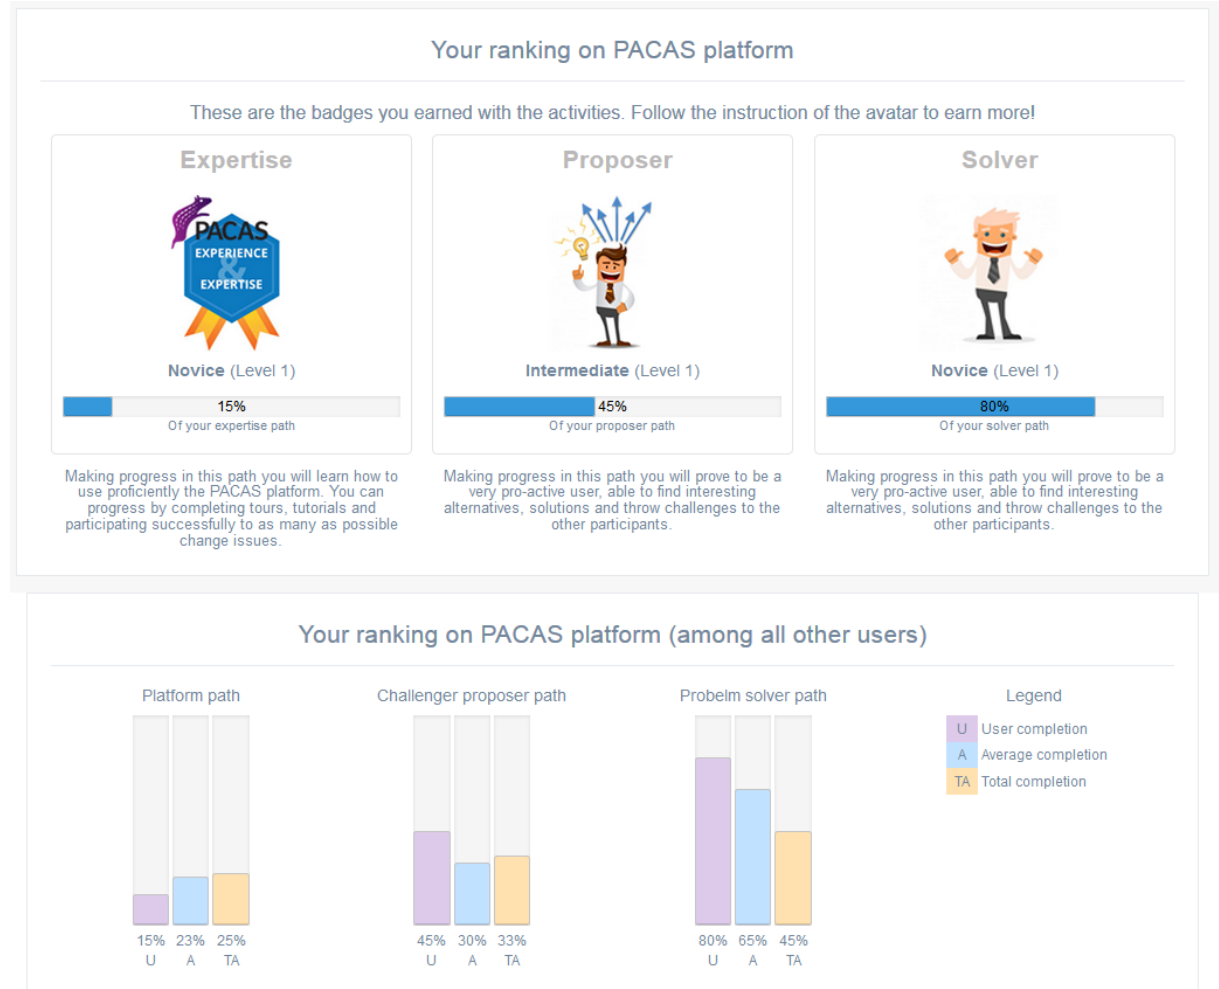 Your ranking on PACAS platform
These are the badges you earned with the activities. Follow the instruction of the avatar to earn more!
Expertise
PACAS
EXPERIENCE
&
EXPERTISE
Novice (Level 1)
15%
Of your expertise path
Making progress in this path you will learn how to
use proficiently the PACAS platform. You can
progress by completing tours, tutorials and
participating successfully to as many as possible
change issues.
Proposer
Intermediate (Level 1)
45%
Of your proposer path
Making progress in this path you will prove to be a
very pro-active user, able to find interesting
alternatives, solutions and throw challenges to the
other participants.
Solver
Novice (Level 1)
80%
Of your solver path
Making progress in this path you will prove to be a
very pro-active user, able to find interesting
alternatives, solutions and throw challenges to the
other participants.
Your ranking on PACAS platform (among all other users)
Platform path
15% 23% 25%
U A TA
Challenger proposer path
45% 30% 33%
U A TA
Probelm solver path
80% 65% 45%
U A TA
Legend
U User completion
A Average completion
TA Total completion